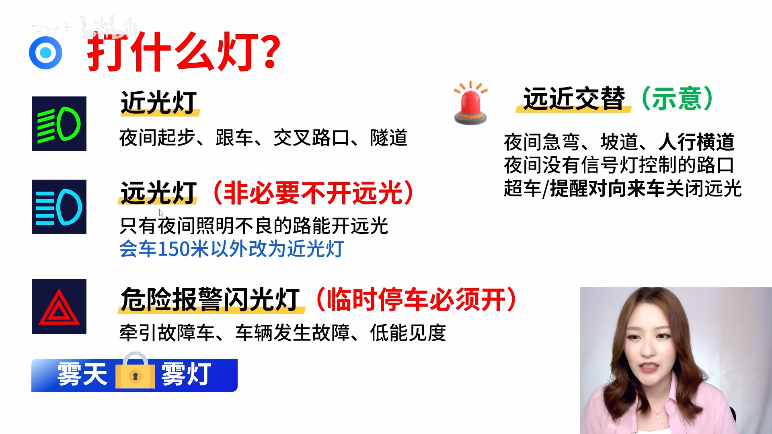 打什么灯？
近光灯
夜间起步、跟车、交叉路口、隧道
远光灯（非必要不开远光）
只有夜间照明不良的路能开远光
会车150米以外改为近光灯
危险报警闪光灯（临时停车必须开）
牵引故障车、车辆发生故障、低能见度
雾天 雾灯
远近交替（示意）
夜间急弯、坡道、人行横道
夜间没有信号灯控制的路口
超车/提醒对向来车关闭远光